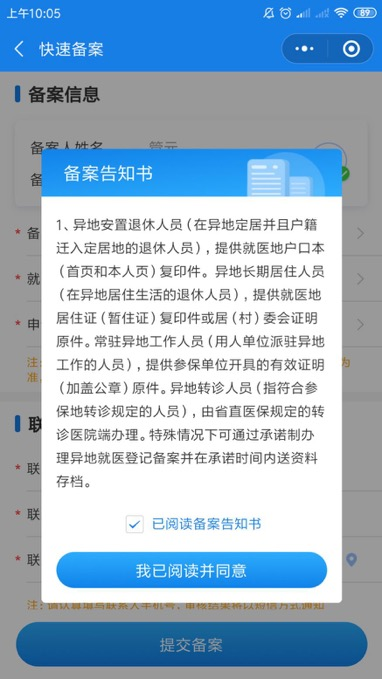 上午10:05
89
快速备案
备案信息
备案人姓名
备案告知书
备
就
申
1、异地安置退休人员（在异地定居并且户籍
迁入定居地的退休人员），提供就医地户口本
（首页和本人页）复印件。异地长期居住人员
（在异地居住生活的退休人员），提供就医地
居住证（暂住证）复印件或居（村）委会证明
原件。常驻异地工作人员（用人单位派驻异地
工作的人员），提供参保单位开具的有效证明
（加盖公章）原件。异地转诊人员（指符合参
保地转诊规定的人员），由省直医保规定的转
诊医院端办理。特殊情况下可通过承诺制办
理异地就医登记备案并在承诺时间内送资料
存档。
已阅读备案告知书
我已阅读并同意
提交备案